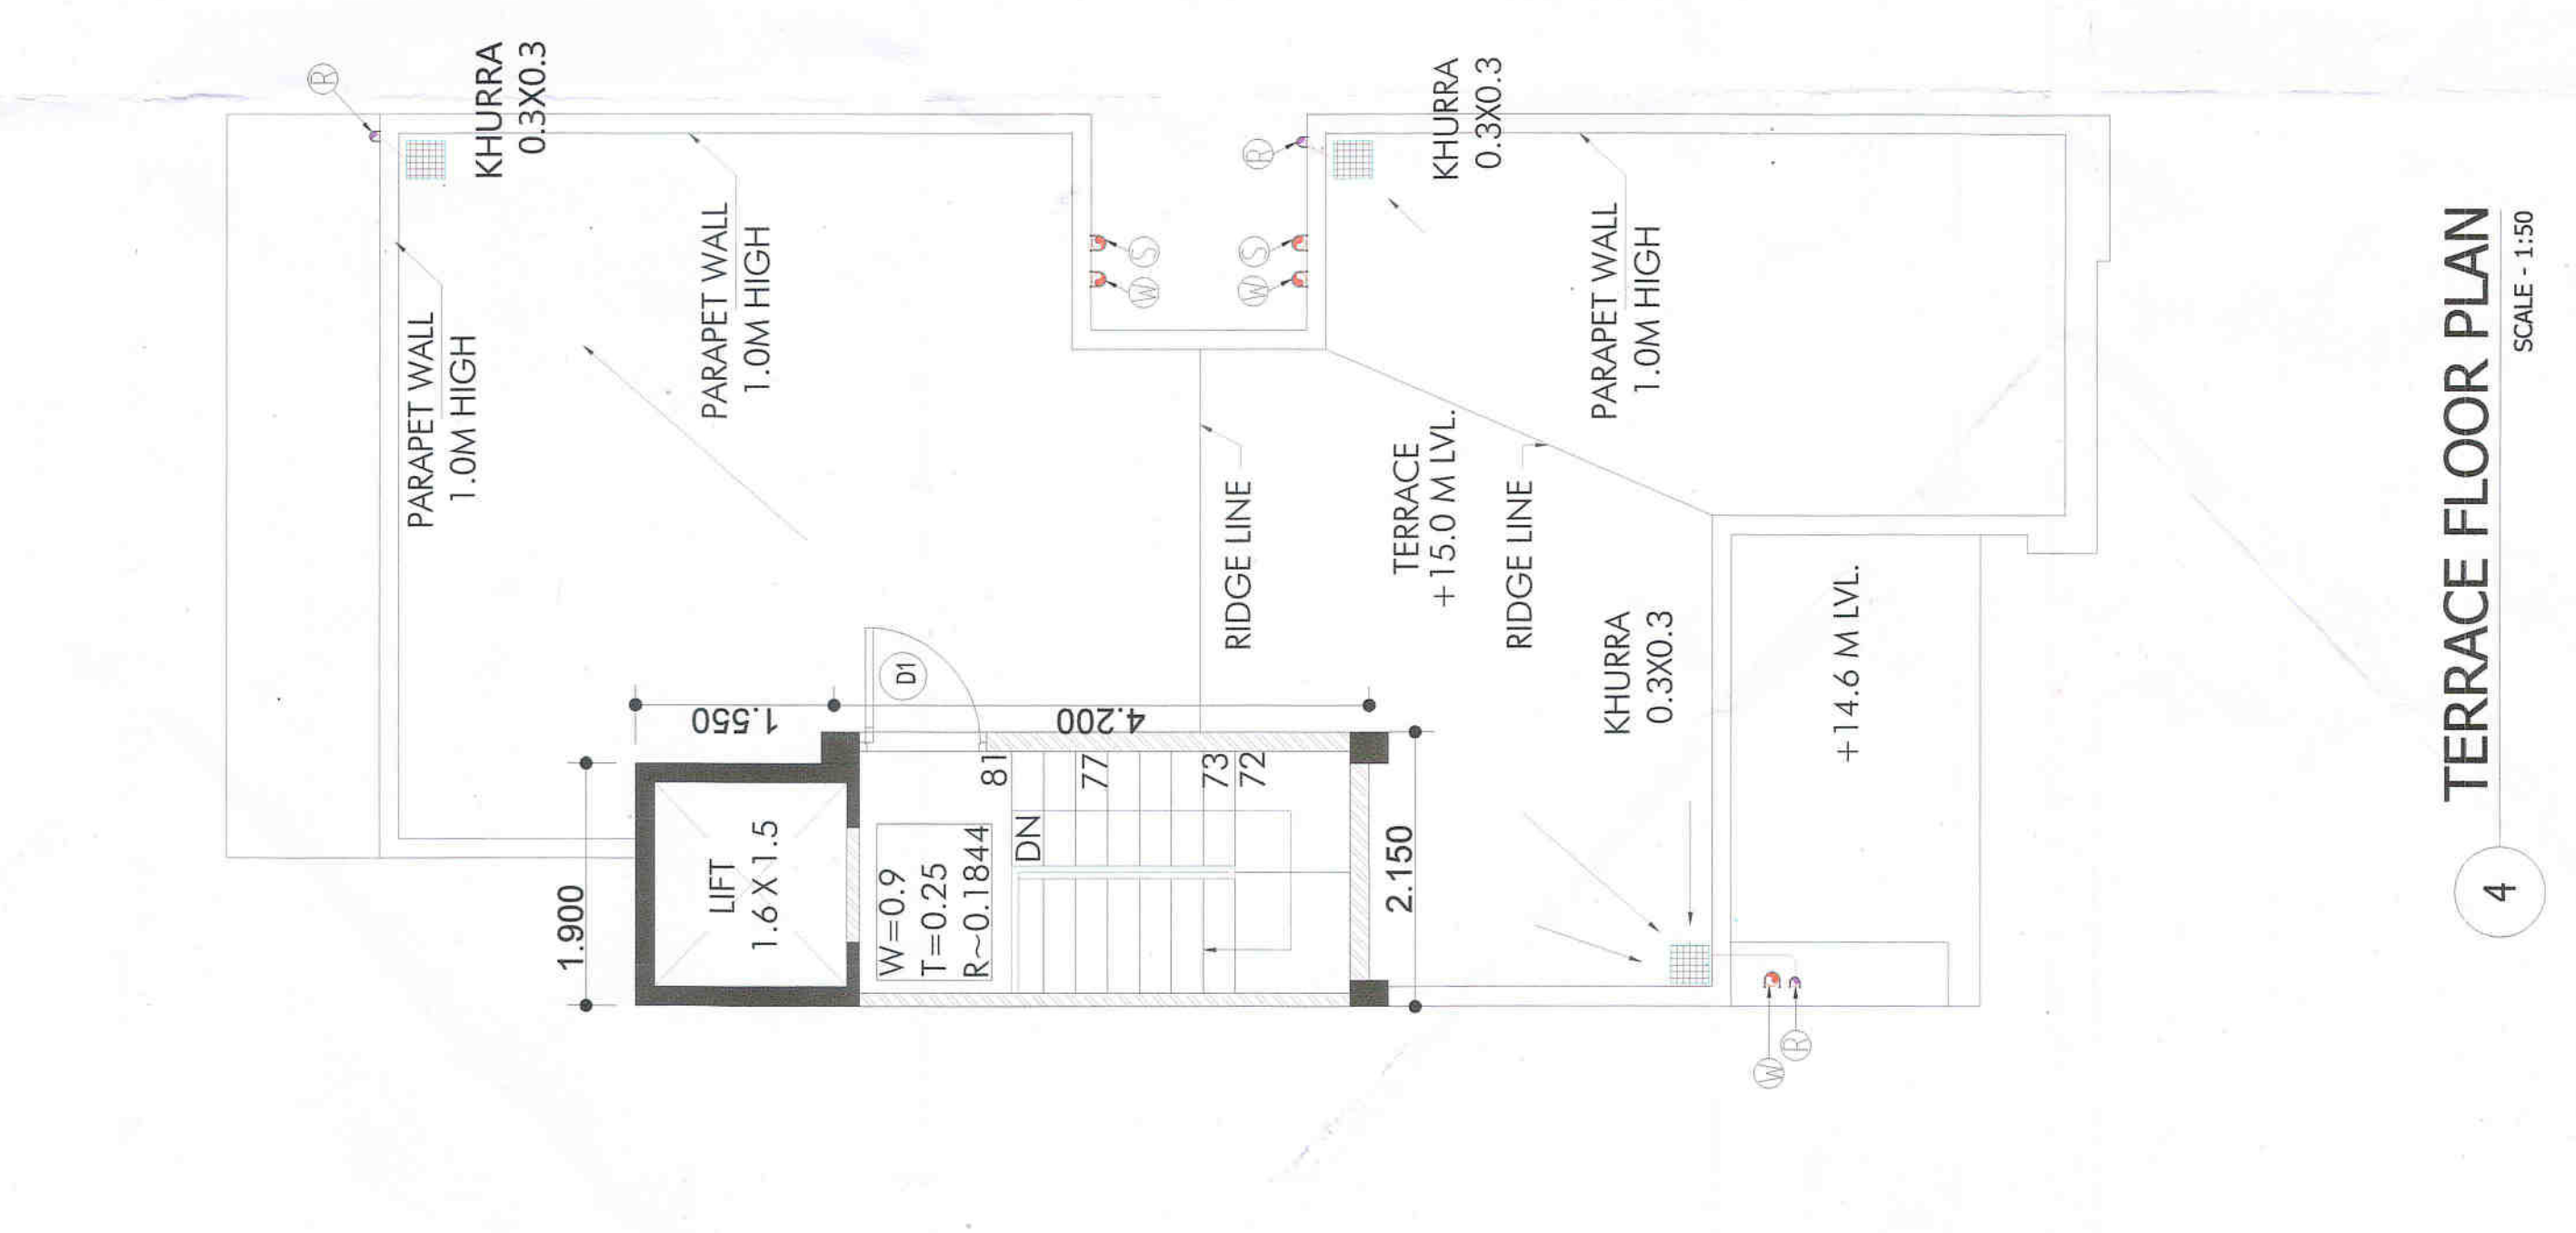 R
KHURRA
0.3X0.3
PARAPET WALL
1.0M HIGH
PARAPET WALL
1.0M HIGH
S
W
R
S
W
KHURRA
0.3X0.3
PARAPET WALL
1.0M HIGH
RIDGE LINE
TERRACE
+15.0 M LVL.
RIDGE LINE
KHURRA
0.3X0.3
+14.6 M LVL.
1.550
4.200
D1
1.900
LIFT
1.6 X 1.5
W=0.9
T=0.25
R~0.1844
DN
81
77
73
72
2.150
W
R
4
TERRACE FLOOR PLAN
SCALE - 1:50